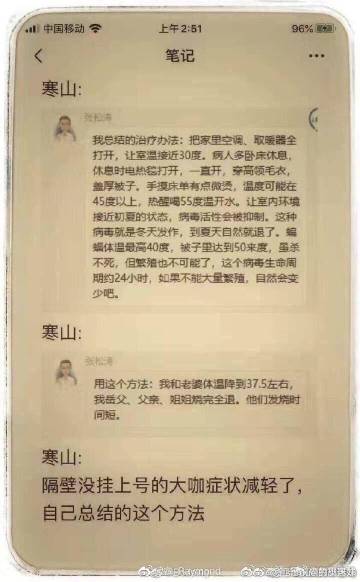 中国移动
上午2:51
96%
笔记
寒山:
张松涛
我总结的治疗办法：把家里空调、取暖器全
打开，让室温接近30度。病人多卧床休息，
休息时电热毯打开，一直开，穿高领毛衣，
盖厚被子。手摸床单有点微烫，温度可能在
45度以上，热醒喝55度温开水。让室内环境
接近初夏的状态，病毒活性会被抑制。这种
病毒就是冬天发作，到夏天自然就退了。蝙
蝠体温最高40度，被子里达到50来度，虽杀
不死，但繁殖也不可能了，这个病毒生命周
期约24小时，如果不能大量繁殖，自然会变
少吧。
寒山:
张松涛
用这个方法：我和老婆体温降到37.5左右，
我岳父、父亲、姐姐烧完全退。他们发烧时
间短。
寒山:
隔壁没挂上号的大咖症状减轻了，
自己总结的这个方法